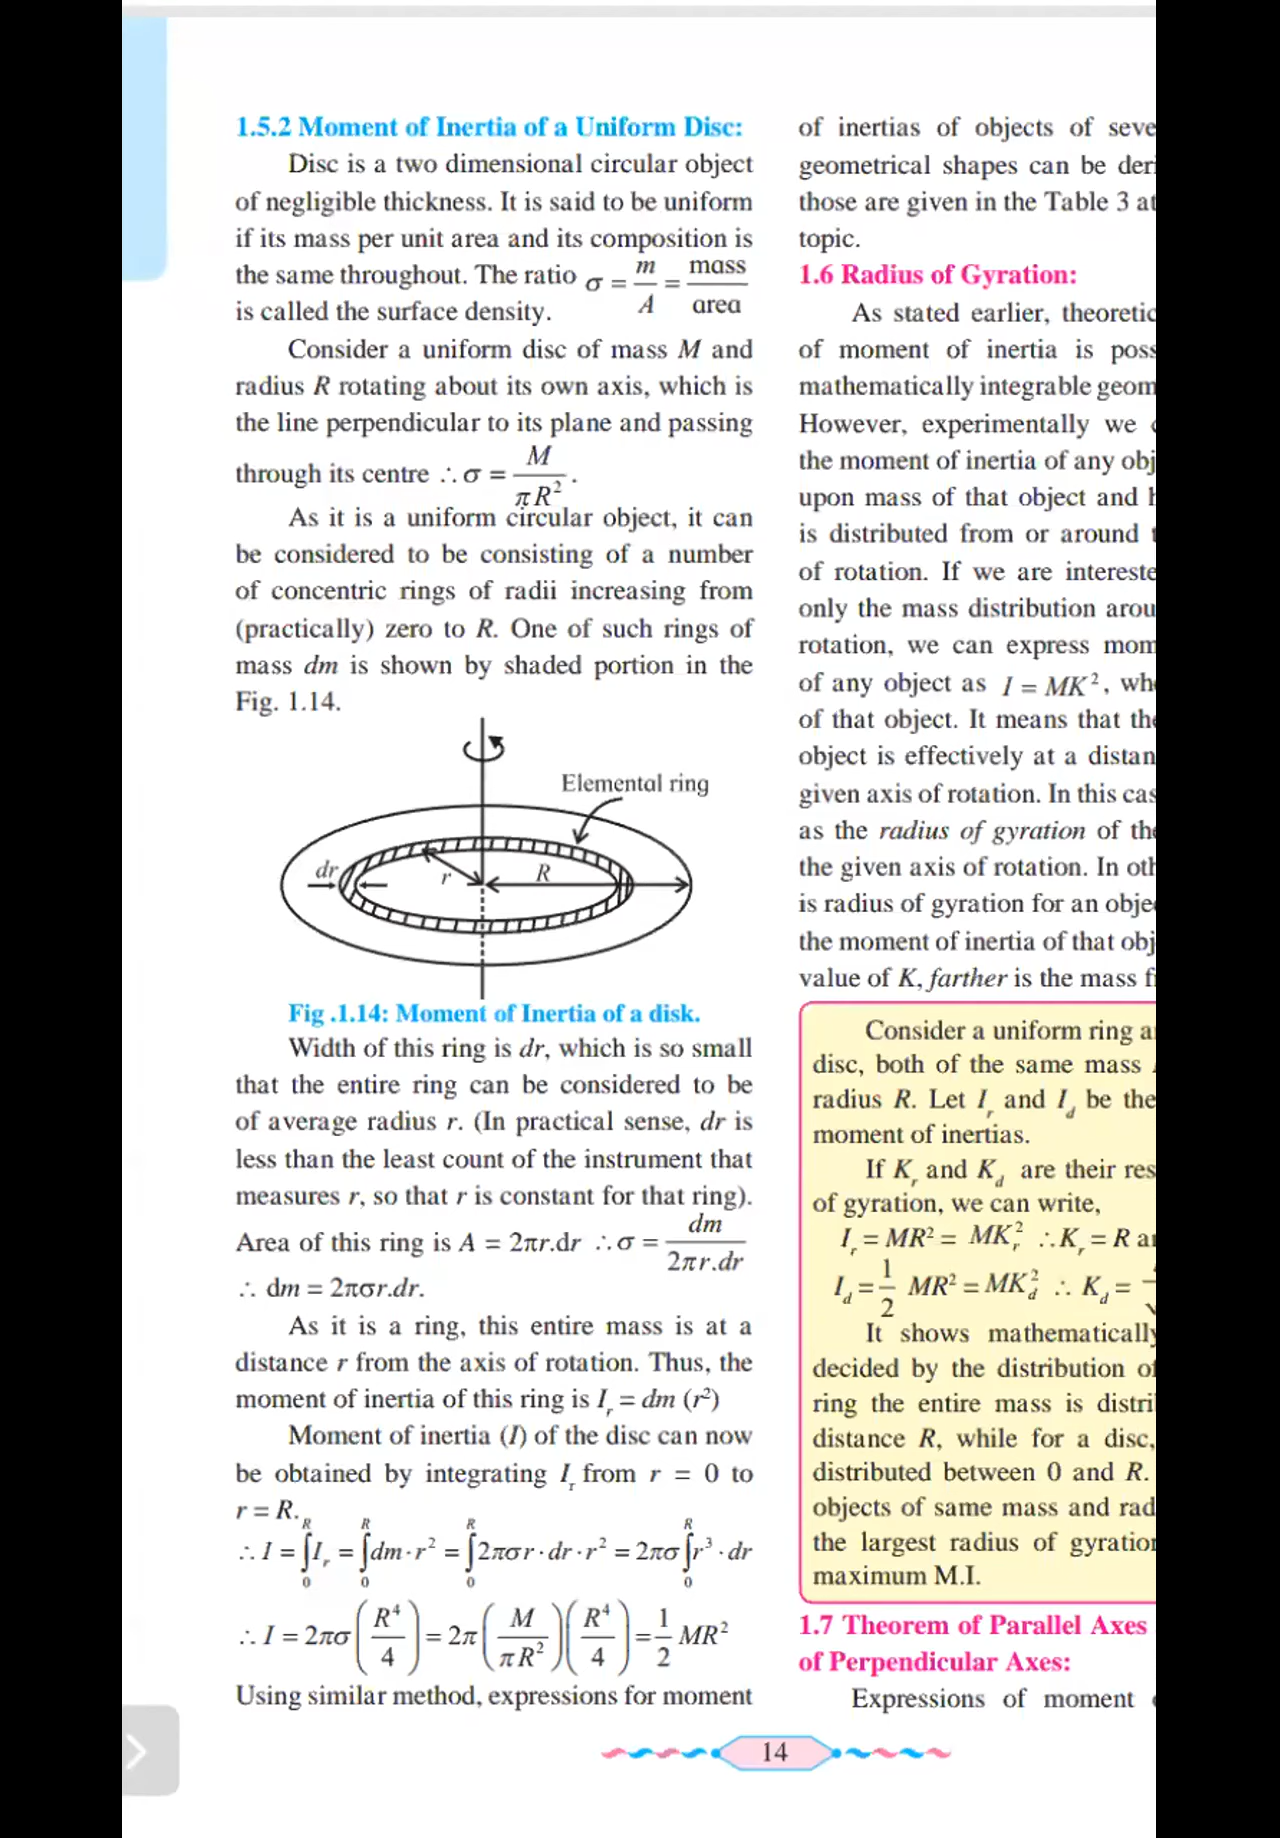 1.5.2 Moment of Inertia of a Uniform Disc:
Disc is a two dimensional circular object
of negligible thickness. It is said to be uniform
if its mass per unit area and its composition is
the same throughout. The ratio σ = m/A = mass/area
is called the surface density.
Consider a uniform disc of mass M and
radius R rotating about its own axis, which is
the line perpendicular to its plane and passing
through its centre ∴ σ = M/πR².
As it is a uniform circular object, it can
be considered to be consisting of a number
of concentric rings of radii increasing from
(practically) zero to R. One of such rings of
mass dm is shown by shaded portion in the
Fig. 1.14.
Elemental ring
dr
r
R
Fig .1.14: Moment of Inertia of a disk.
Width of this ring is dr, which is so small
that the entire ring can be considered to be
of average radius r. (In practical sense, dr is
less than the least count of the instrument that
measures r, so that r is constant for that ring).
Area of this ring is A = 2πr.dr ∴ σ = dm/2πr.dr
∴ dm = 2πσr.dr.
As it is a ring, this entire mass is at a
distance r from the axis of rotation. Thus, the
moment of inertia of this ring is Iᵣ = dm (r²)
Moment of inertia (I) of the disc can now
be obtained by integrating Iᵣ from r = 0 to
r = R.
∴ I = ∫₀ᴿ Iᵣ = ∫₀ᴿ dm·r² = ∫₀ᴿ 2πσr·dr·r² = 2πσ ∫₀ᴿ r³·dr
∴ I = 2πσ (R⁴/4) = 2π (M/πR²) (R⁴/4) = 1/2 MR²
Using similar method, expressions for moment
of inertias of objects of seve
geometrical shapes can be deri
those are given in the Table 3 at
topic.
1.6 Radius of Gyration:
As stated earlier, theoretic
of moment of inertia is poss
mathematically integrable geom
However, experimentally we
the moment of inertia of any obj
upon mass of that object and
is distributed from or around
of rotation. If we are intereste
only the mass distribution arou
rotation, we can express mom
of any object as I = MK², wh
of that object. It means that the
object is effectively at a distan
given axis of rotation. In this cas
as the radius of gyration of the
the given axis of rotation. In oth
is radius of gyration for an obje
the moment of inertia of that obj
value of K, farther is the mass f
Consider a uniform ring a
disc, both of the same mass
radius R. Let Iᵣ and I_d be the
moment of inertias.
If Kᵣ and K_d are their res
of gyration, we can write,
Iᵣ = MR² = MKᵣ² ∴ Kᵣ = R a
I_d = 1/2 MR² = MK_d² ∴ K_d =
It shows mathematically
decided by the distribution of
ring the entire mass is distri
distance R, while for a disc,
distributed between 0 and R.
objects of same mass and rad
the largest radius of gyration
maximum M.I.
1.7 Theorem of Parallel Axes
of Perpendicular Axes:
Expressions of moment
14